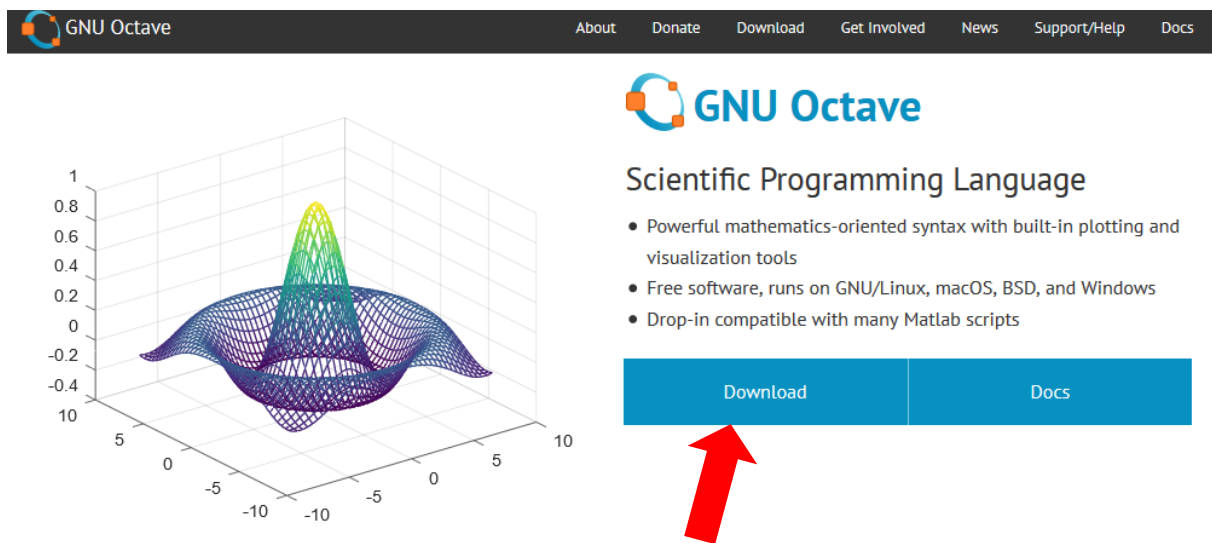 GNU Octave
About Donate Download Get Involved News Support/Help Docs
GNU Octave
Scientific Programming Language
• Powerful mathematics-oriented syntax with built-in plotting and
visualization tools
• Free software, runs on GNU/Linux, macOS, BSD, and Windows
• Drop-in compatible with many Matlab scripts
Download Docs
1
0.8
0.6
0.4
0.2
0
-0.2
-0.4
10
5
0
-5
-10
-10
-5
0
5
10